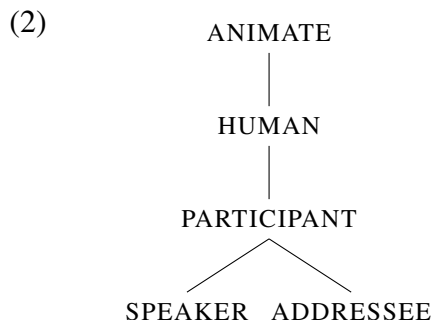 (2)
ANIMATE
HUMAN
PARTICIPANT
SPEAKER ADDRESSEE